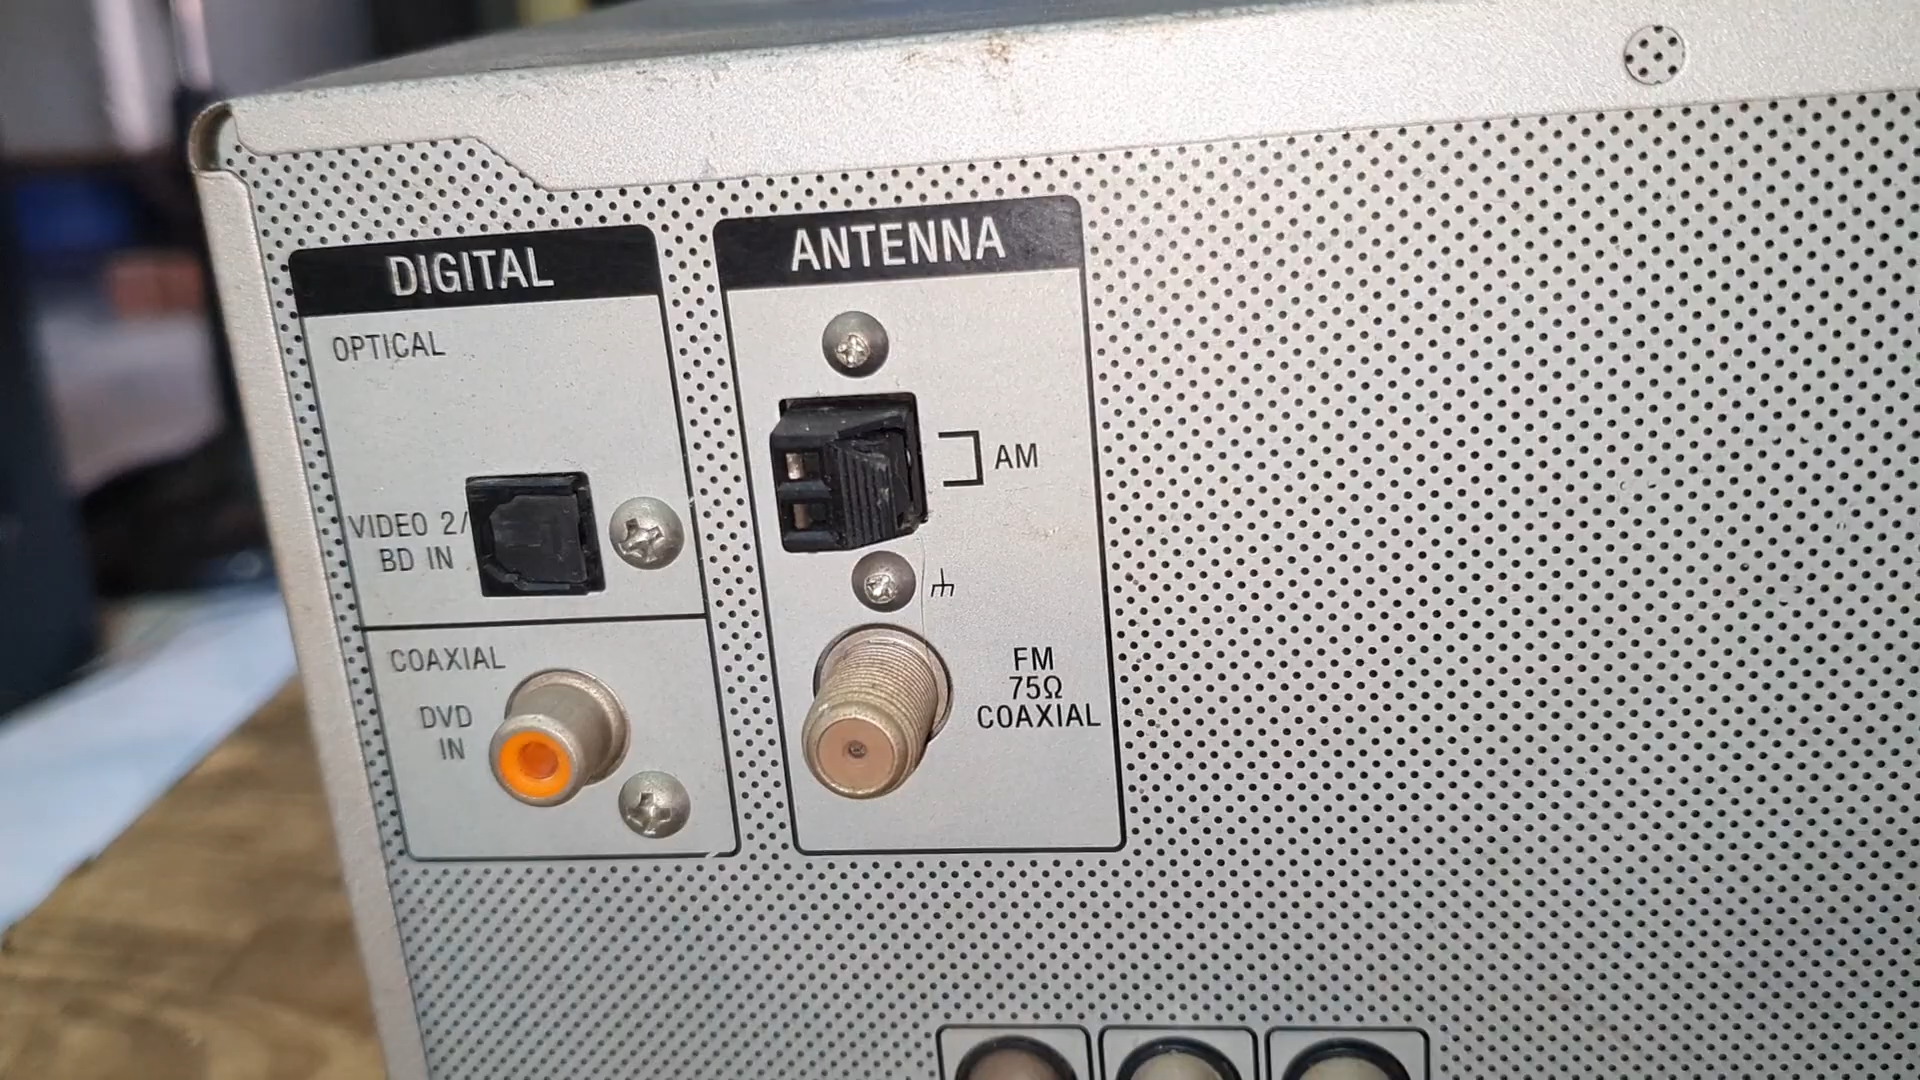 DIGITAL
OPTICAL
VIDEO 2/
BD IN
COAXIAL
DVD
IN
ANTENNA
AM
FM
75Ω
COAXIAL